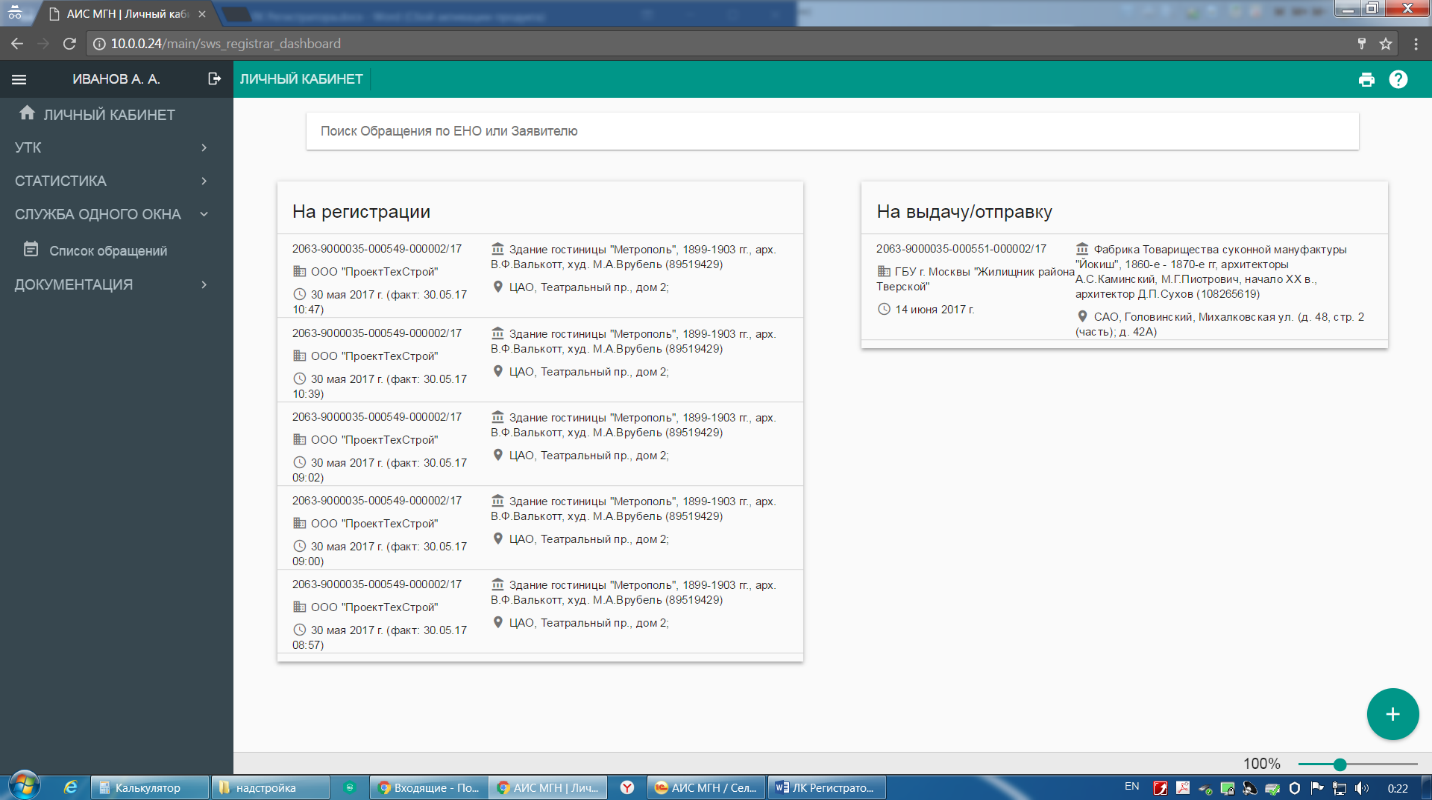 АИС МГН | Личный каб
10.0.0.24/main/sws_registrar_dashboard
ИВАНОВ А. А.
ЛИЧНЫЙ КАБИНЕТ
ЛИЧНЫЙ КАБИНЕТ
УТК
СТАТИСТИКА
СЛУЖБА ОДНОГО ОКНА
Список обращений
ДОКУМЕНТАЦИЯ
Поиск Обращения по ЕНО или Заявителю
На регистрации
2063-9000035-000549-000002/17
ООО "ПроектТехСтрой"
30 мая 2017 г. (факт: 30.05.17
10:47)
Здание гостиницы "Метрополь", 1899-1903 гг., арх.
В.Ф.Валькотт, худ. М.А.Врубель (89519429)
ЦАО, Театральный пр., дом 2;
2063-9000035-000549-000002/17
ООО "ПроектТехСтрой"
30 мая 2017 г. (факт: 30.05.17
10:39)
Здание гостиницы "Метрополь", 1899-1903 гг., арх.
В.Ф.Валькотт, худ. М.А.Врубель (89519429)
ЦАО, Театральный пр., дом 2;
2063-9000035-000549-000002/17
ООО "ПроектТехСтрой"
30 мая 2017 г. (факт: 30.05.17
09:02)
Здание гостиницы "Метрополь", 1899-1903 гг., арх.
В.Ф.Валькотт, худ. М.А.Врубель (89519429)
ЦАО, Театральный пр., дом 2;
2063-9000035-000549-000002/17
ООО "ПроектТехСтрой"
30 мая 2017 г. (факт: 30.05.17
09:00)
Здание гостиницы "Метрополь", 1899-1903 гг., арх.
В.Ф.Валькотт, худ. М.А.Врубель (89519429)
ЦАО, Театральный пр., дом 2;
2063-9000035-000549-000002/17
ООО "ПроектТехСтрой"
30 мая 2017 г. (факт: 30.05.17
08:57)
Здание гостиницы "Метрополь", 1899-1903 гг., арх.
В.Ф.Валькотт, худ. М.А.Врубель (89519429)
ЦАО, Театральный пр., дом 2;
На выдачу/отправку
2063-9000035-000551-000002/17
ГБУ г. Москвы "Жилищник района
Тверской"
14 июня 2017 г.
Фабрика Товарищества суконной мануфактуры
"Йокиш", 1860-е - 1870-е гг, архитекторы
А.С.Каминский, М.Г.Пиотрович, начало XX в.,
архитектор Д.П.Сухов (108265619)
САО, Головинский, Михалковская ул. (д. 48, стр. 2
(часть); д. 42А)
100%
Калькулятор
надстройка
Входящие - По...
АИС МГН | Лич...
АИС МГН / Сел...
ЛК Регистрато...
EN
0:22